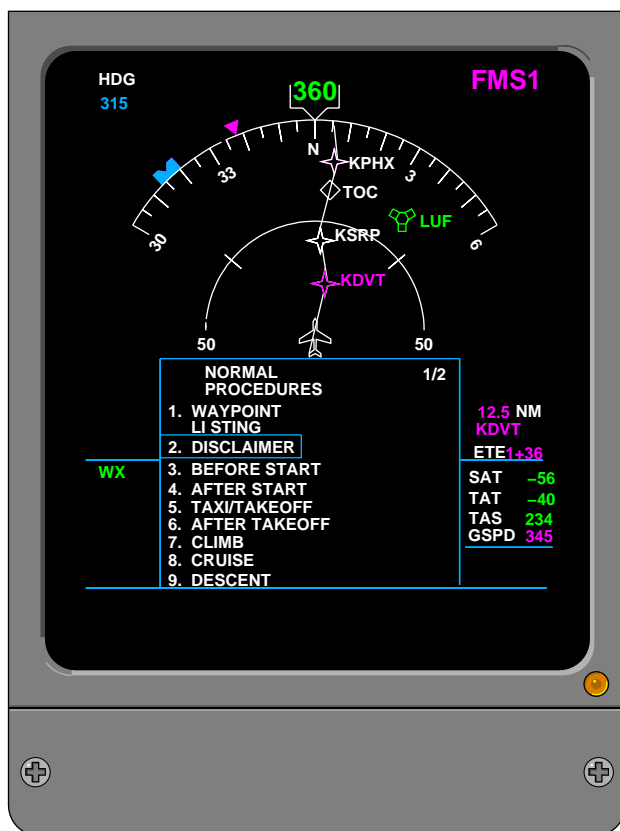 HDG
315
360
FMS1
N
33
3
30
6
KPHX
TOC
LUF
KSRP
KDVT
50
50
NORMAL 1/2
PROCEDURES
1. WAYPOINT
LI STING
2. DISCLAIMER
3. BEFORE START
4. AFTER START
5. TAXI/TAKEOFF
6. AFTER TAKEOFF
7. CLIMB
8. CRUISE
9. DESCENT
WX
12.5 NM
KDVT
ETE1+36
SAT −56
TAT −40
TAS 234
GSPD 345